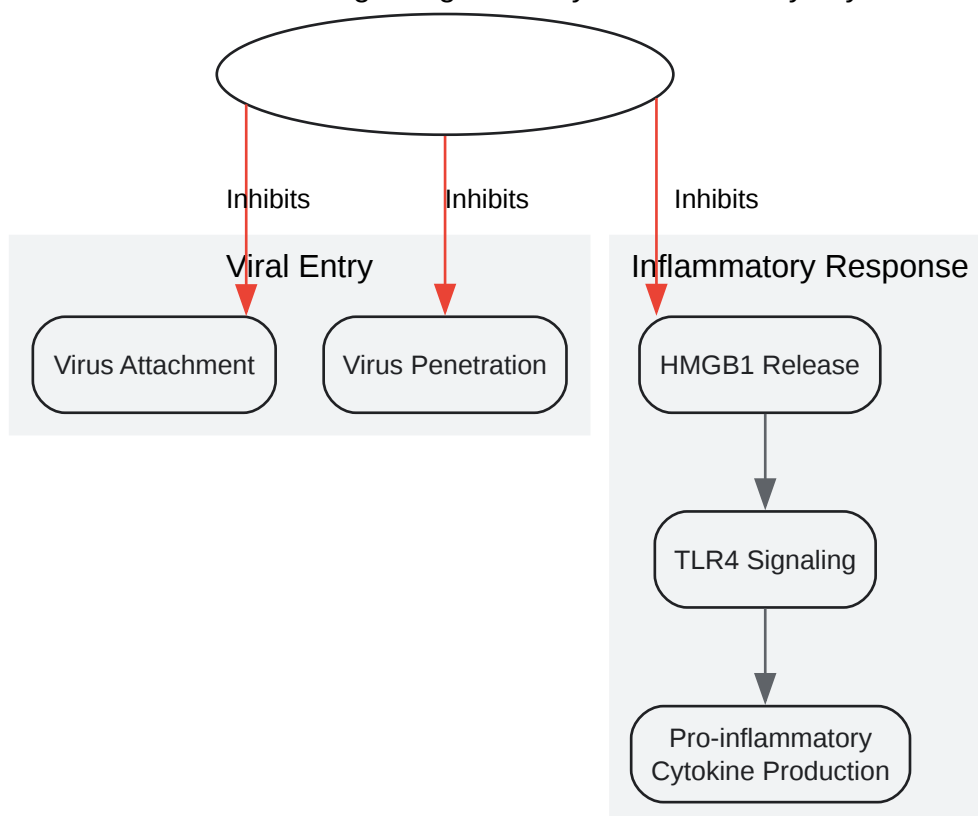 Inhibits
Inhibits
Inhibits
Viral Entry
Inflammatory Response
Virus Attachment
Virus Penetration
HMGB1 Release
TLR4 Signaling
Pro-inflammatory
Cytokine Production